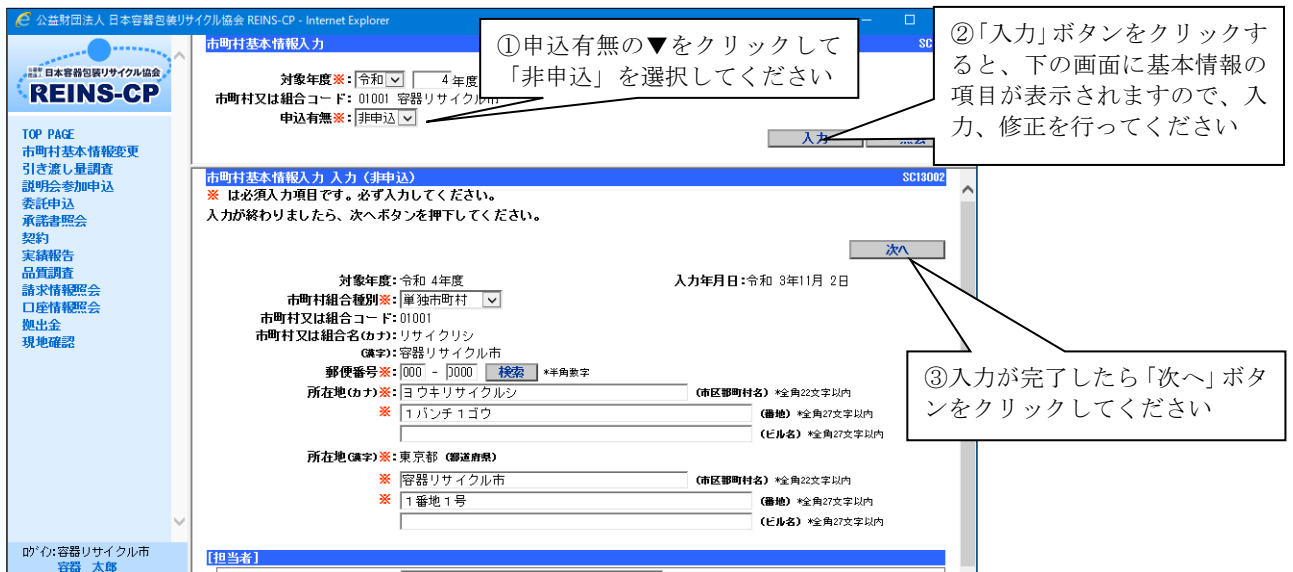 公益財団法人 日本容器包装リサイクル協会 REINS-CP - Internet Explorer
日本容器包装リサイクル協会
REINS-CP
TOP PAGE
市町村基本情報変更
引き渡し量調査
説明会参加申込
委託申込
承諾書照会
契約
実績報告
品質調査
請求情報照会
口座情報照会
拠出金
現地確認
ﾛｸﾞｲﾝ:容器リサイクル市
容器 太郎
市町村基本情報入力
SC
対象年度※: 令和 4 年度
市町村又は組合コード: 01001 容器リサイクル市
申込有無※: 非申込
入力
①申込有無の▼をクリックして
「非申込」を選択してください
②「入力」ボタンをクリックす
ると、下の画面に基本情報の
項目が表示されますので、入
力、修正を行ってください
市町村基本情報入力 入力（非申込）
SC13002
※ は必須入力項目です。必ず入力してください。
入力が終わりましたら、次へボタンを押下してください。
次へ
対象年度: 令和 4年度
入力年月日:令和 3年11月 2日
市町村組合種別※: 単独市町村
市町村又は組合コード: 01001
市町村又は組合名(カナ): リサイクリシ
(漢字): 容器リサイクル市
郵便番号※: 000 - 0000 検索 *半角数字
所在地(カナ)※: ヨウキリサイクルシ (市区郡町村名) *全角22文字以内
※ １バンチ１ゴウ (番地) *全角27文字以内
(ビル名) *全角27文字以内
所在地(漢字)※: 東京都 (都道府県)
※ 容器リサイクル市 (市区郡町村名) *全角22文字以内
※ １番地１号 (番地) *全角27文字以内
(ビル名) *全角27文字以内
③入力が完了したら「次へ」ボタ
ンをクリックしてください
[担当者]